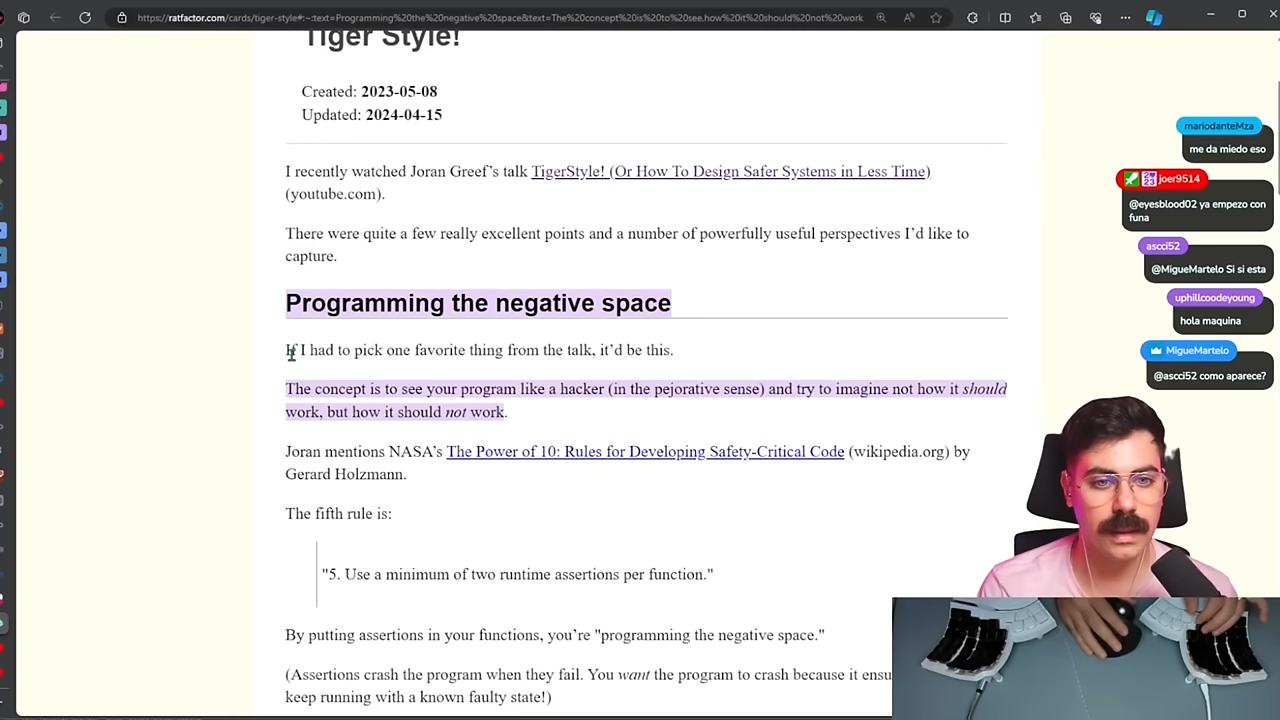 https://ratfactor.com/cards/tiger-style#:~:text=Programming%20the%20negative%20space&text=The%20concept%20is%20to%20see,how%20it%20should%20not%20work
Tiger Style!
Created: 2023-05-08
Updated: 2024-04-15
I recently watched Joran Greef's talk TigerStyle! (Or How To Design Safer Systems in Less Time)
(youtube.com).
There were quite a few really excellent points and a number of powerfully useful perspectives I'd like to
capture.
Programming the negative space
If I had to pick one favorite thing from the talk, it'd be this.
The concept is to see your program like a hacker (in the pejorative sense) and try to imagine not how it should
work, but how it should not work.
Joran mentions NASA's The Power of 10: Rules for Developing Safety-Critical Code (wikipedia.org) by
Gerard Holzmann.
The fifth rule is:
"5. Use a minimum of two runtime assertions per function."
By putting assertions in your functions, you're "programming the negative space."
(Assertions crash the program when they fail. You want the program to crash because it ensu
keep running with a known faulty state!)
mariodanteMza
me da miedo eso
joer9514
@eyesblood02 ya empezo con
funa
ascci52
@MigueMartelo Si si esta
uphillcoodeyoung
hola maquina
MigueMartelo
@ascci52 como aparece?